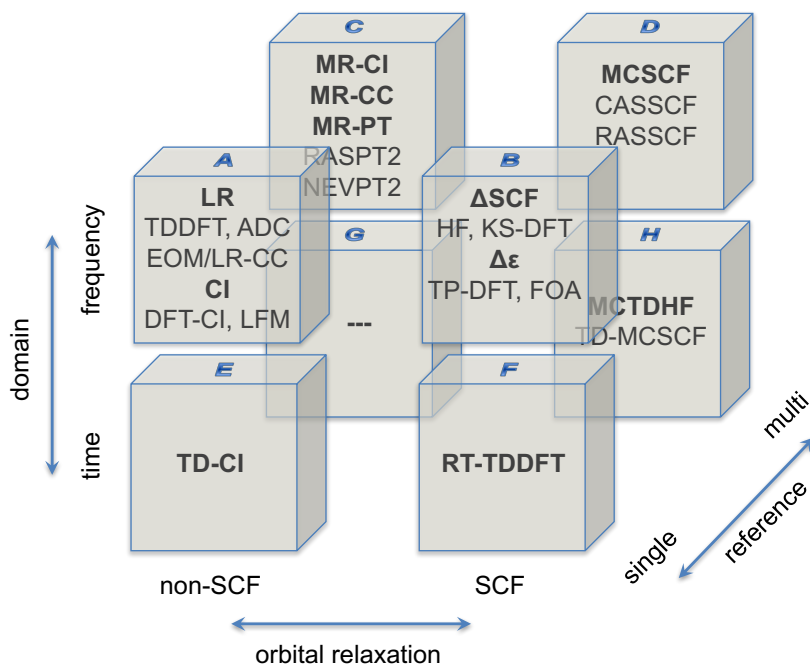 C
MR-CI
MR-CC
MR-PT
RASPT2
NEVPT2
D
MCSCF
CASSCF
RASSCF
A
LR
TDDFT, ADC
EOM/LR-CC
CI
DFT-CI, LFM
B
ΔSCF
HF, KS-DFT
Δε
TP-DFT, FOA
G
---
H
MCTDHF
TD-MCSCF
E
TD-CI
F
RT-TDDFT
frequency
domain
time
non-SCF
SCF
orbital relaxation
single
reference
multi